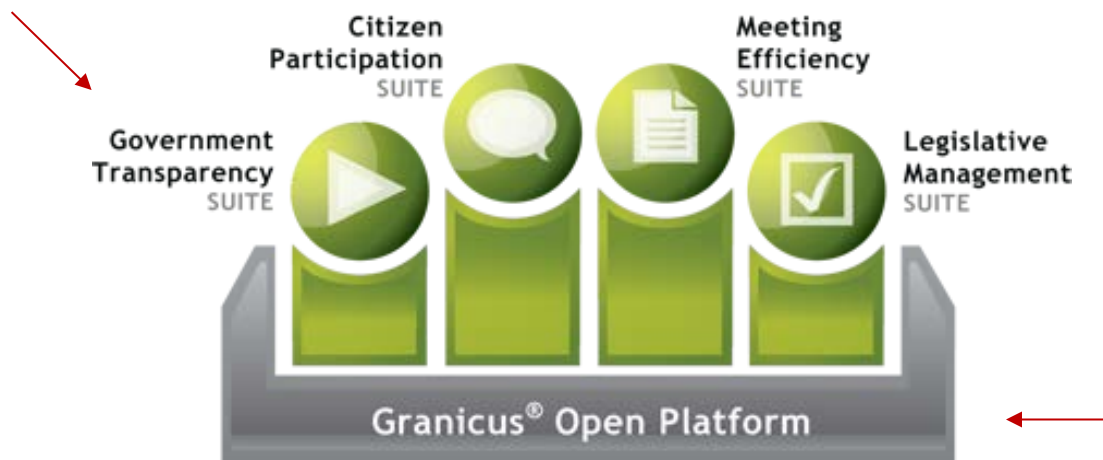 Citizen
Participation
SUITE
Meeting
Efficiency
SUITE
Government
Transparency
SUITE
Legislative
Management
SUITE
Granicus® Open Platform